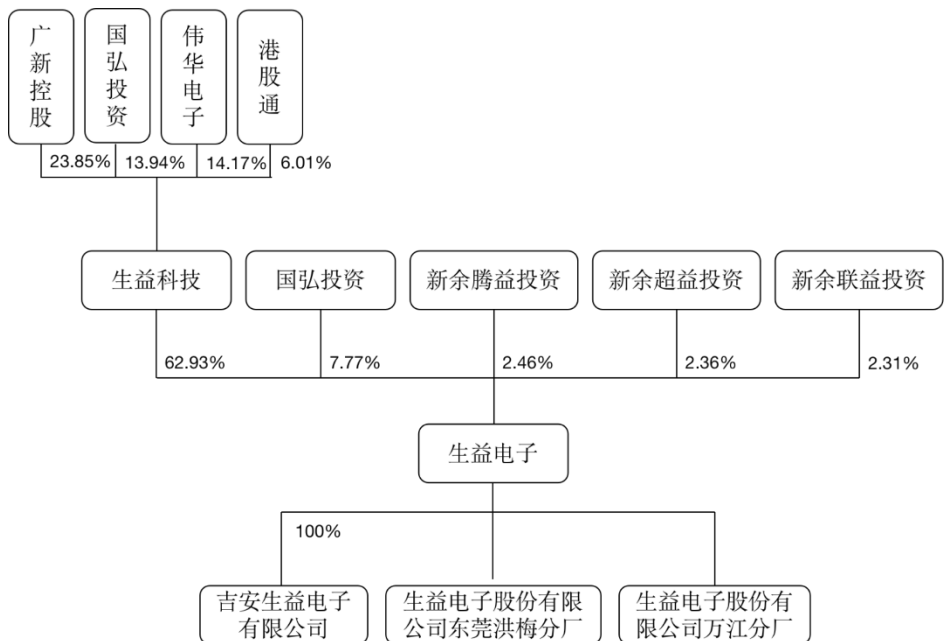 广新控股
国弘投资
伟华电子
港股通
23.85%
13.94%
14.17%
6.01%
生益科技
国弘投资
新余腾益投资
新余超益投资
新余联益投资
62.93%
7.77%
2.46%
2.36%
2.31%
生益电子
100%
吉安生益电子
有限公司
生益电子股份有限
公司东莞洪梅分厂
生益电子股份有
限公司万江分厂